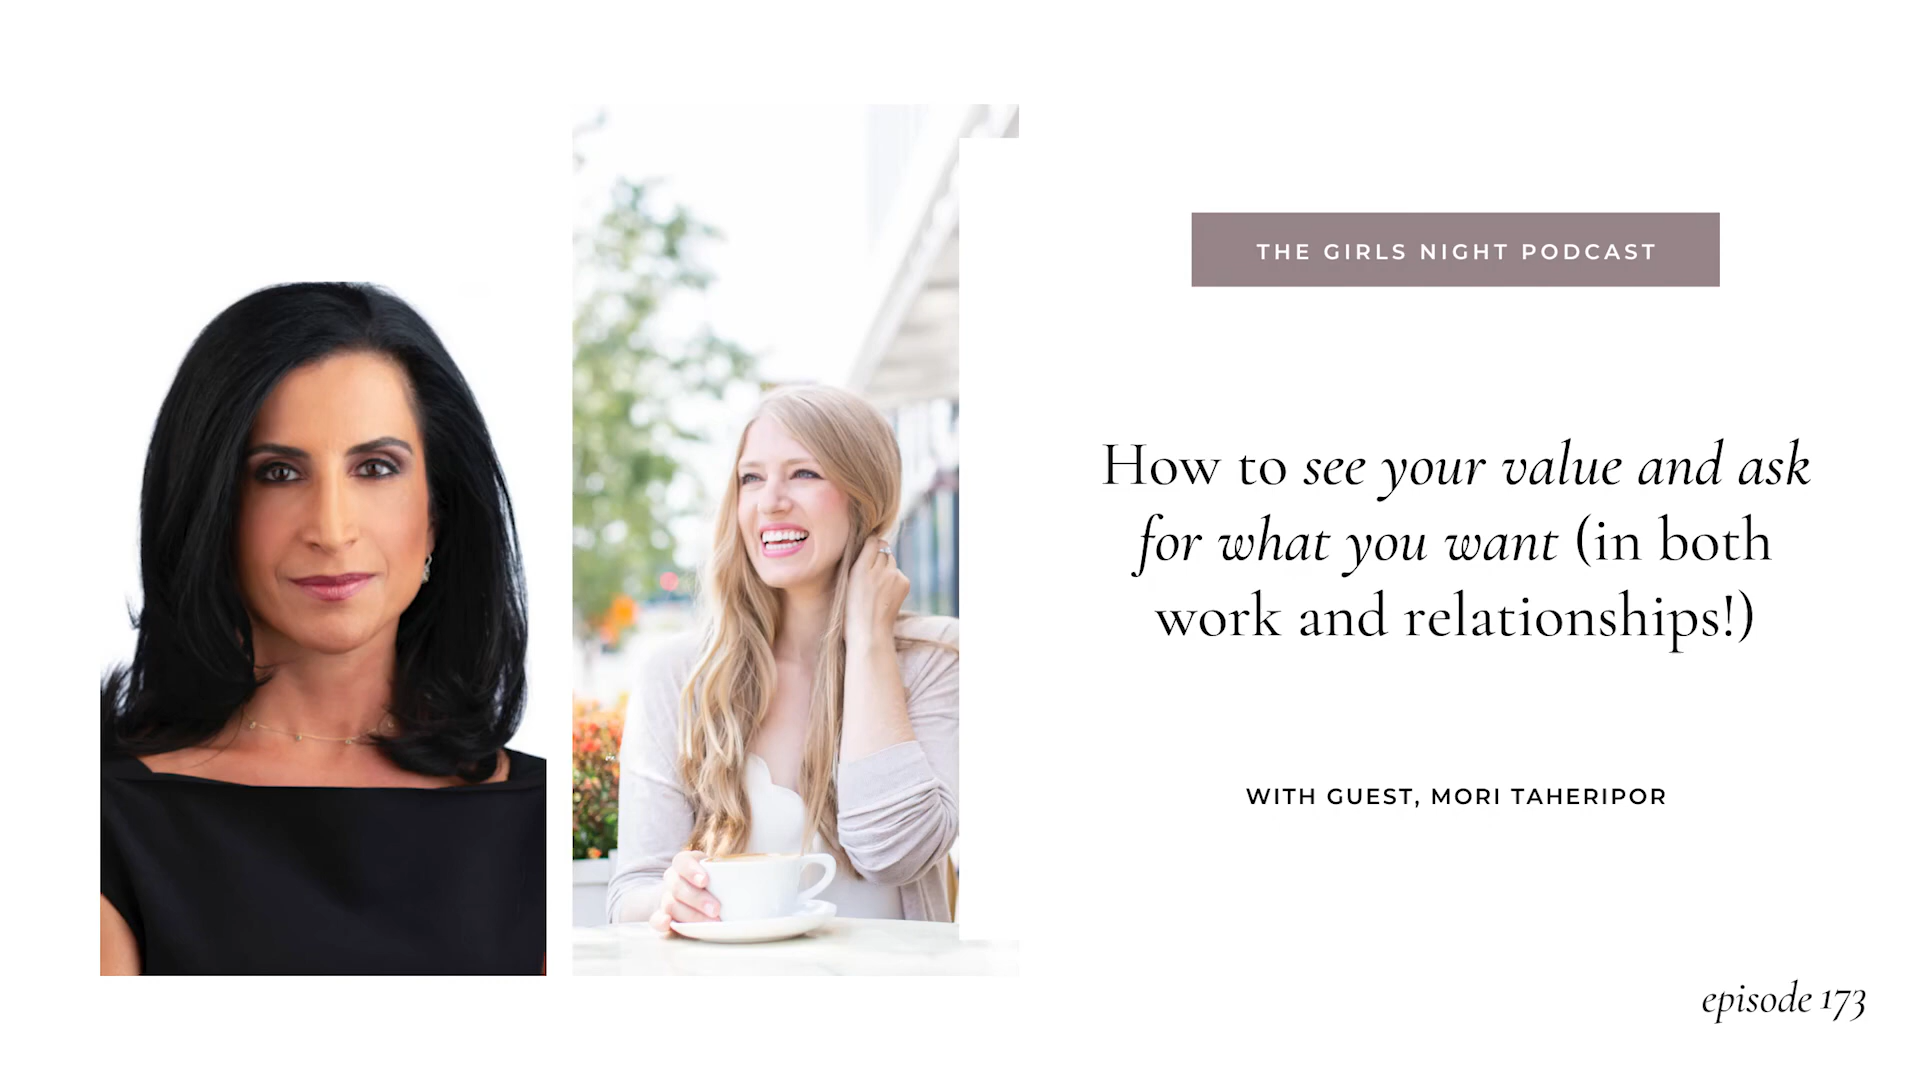 THE GIRLS NIGHT PODCAST
How to see your value and ask
for what you want (in both
work and relationships!)
WITH GUEST, MORI TAHERIPOR
episode 173